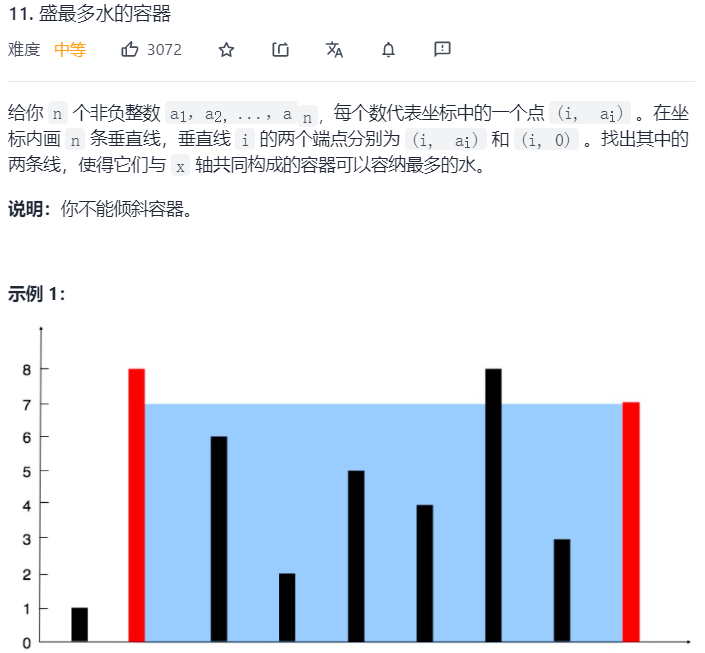 11. 盛最多水的容器
难度 中等 3072
给你 n 个非负整数 a1，a2，...，a n，每个数代表坐标中的一个点 (i, ai) 。在坐
标内画 n 条垂直线，垂直线 i 的两个端点分别为 (i, ai) 和 (i, 0) 。找出其中的
两条线，使得它们与 x 轴共同构成的容器可以容纳最多的水。
说明：你不能倾斜容器。
示例 1：
8
7
6
5
4
3
2
1
0